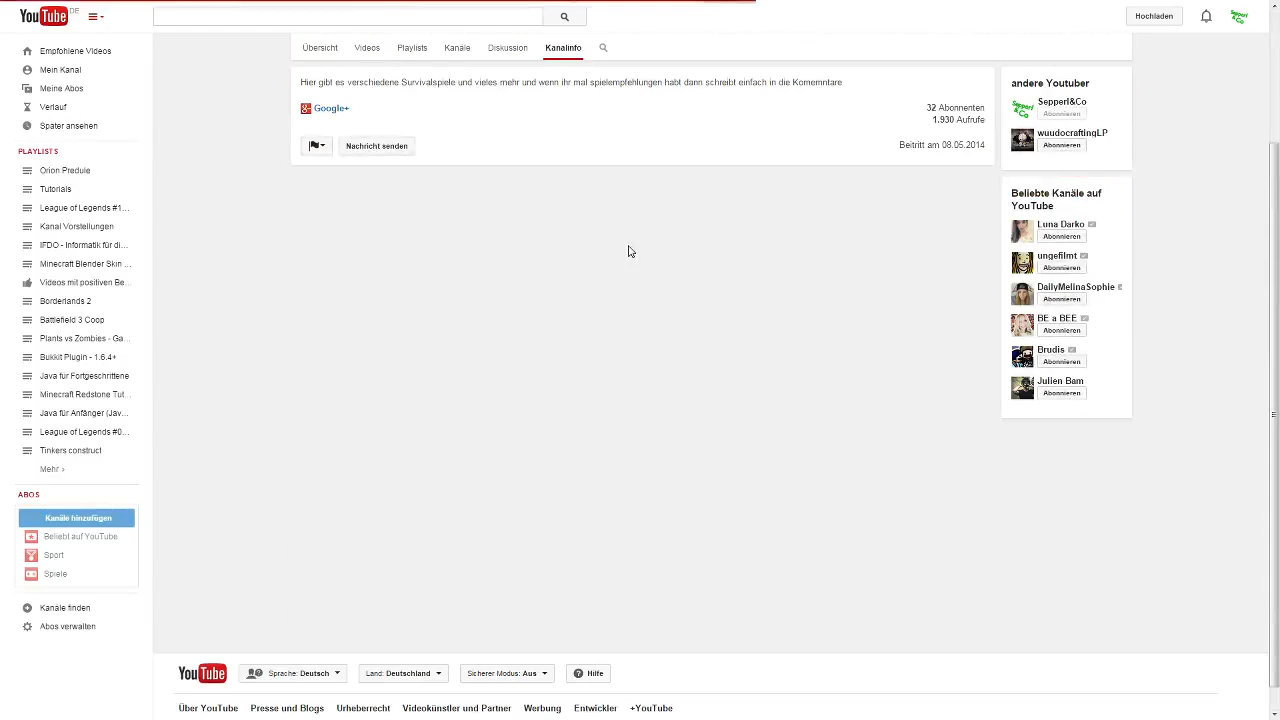 YouTube DE
Hochladen
Sepperl &Co
Empfohlene Videos
Mein Kanal
Meine Abos
Verlauf
Später ansehen
PLAYLISTS
Orion Predule
Tutorials
League of Legends #1...
Kanal Vorstellungen
IFDO - Informatik für di...
Minecraft Blender Skin ...
Videos mit positiven Be...
Borderlands 2
Battlefield 3 Coop
Plants vs Zombies - Ga...
Bukkit Plugin - 1.6.4+
Java für Fortgeschrittene
Minecraft Redstone Tut...
Java für Anfänger (Jav...
League of Legends #0...
Tinkers construct
Mehr ›
ABOS
Kanäle hinzufügen
Beliebt auf YouTube
Sport
Spiele
Kanäle finden
Abos verwalten
Übersicht Videos Playlists Kanäle Diskussion Kanalinfo
Hier gibt es verschiedene Survivalspiele und vieles mehr und wenn ihr mal spielempfehlungen habt dann schreibt einfach in die Komemntare
Google+
32 Abonnenten
1.930 Aufrufe
Nachricht senden
Beitritt am 08.05.2014
andere Youtuber
Sepperl&Co
Abonnieren
wuudocraftingLP
Abonnieren
Beliebte Kanäle auf
YouTube
Luna Darko
Abonnieren
ungefilmt
Abonnieren
DailyMelinaSophie
Abonnieren
BE a BEE
Abonnieren
Brudis
Abonnieren
Julien Bam
Abonnieren
YouTube Sprache: Deutsch Land: Deutschland Sicherer Modus: Aus Hilfe
Über YouTube Presse und Blogs Urheberrecht Videokünstler und Partner Werbung Entwickler +YouTube